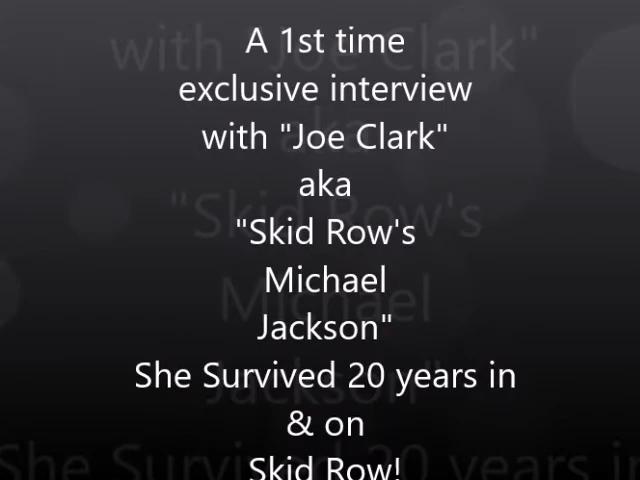 A 1st time
exclusive interview
with "Joe Clark"
aka
"Skid Row's
Michael
Jackson"
She Survived 20 years in
& on
Skid Row!